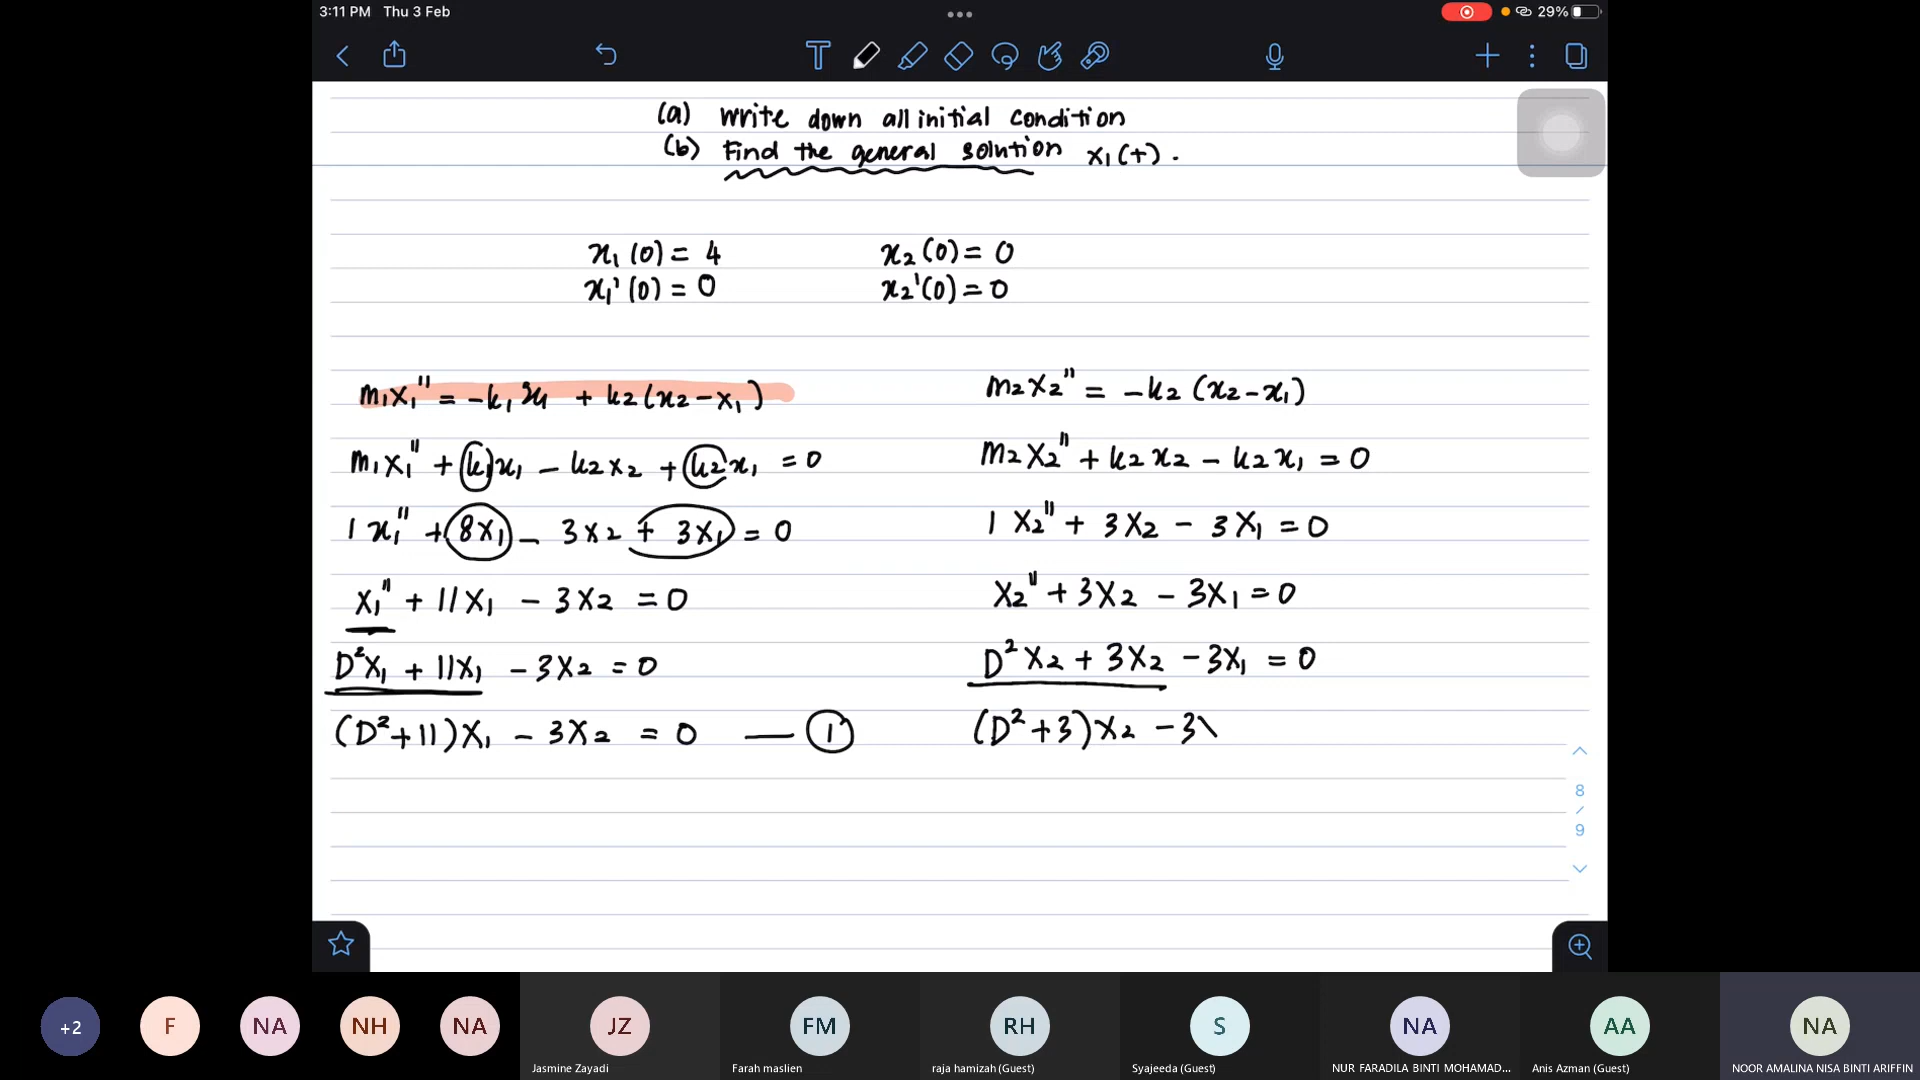 3:11 PM Thu 3 Feb
29%
(a) Write down all initial condition
(b) Find the general solution x₁(t).
x₁(0) = 4
x₂(0) = 0
x₁'(0) = 0
x₂'(0) = 0
m₁x₁'' = -k₁x₁ + k₂(x₂-x₁)
m₂x₂'' = -k₂(x₂-x₁)
m₁x₁'' + k₁x₁ - k₂x₂ + k₂x₁ = 0
m₂x₂'' + k₂x₂ - k₂x₁ = 0
1x₁'' + 8x₁ - 3x₂ + 3x₁ = 0
1x₂'' + 3x₂ - 3x₁ = 0
x₁'' + 11x₁ - 3x₂ = 0
x₂'' + 3x₂ - 3x₁ = 0
D²x₁ + 11x₁ - 3x₂ = 0
D²x₂ + 3x₂ - 3x₁ = 0
(D²+11)x₁ - 3x₂ = 0 — ①
(D²+3)x₂ - 3\
8
/
9
+2
F
NA
NH
NA
JZ
FM
RH
S
NA
AA
NA
Jasmine Zayadi
Farah maslien
raja hamizah (Guest)
Syajeeda (Guest)
NUR FARADILA BINTI MOHAMAD...
Anis Azman (Guest)
NOOR AMALINA NISA BINTI ARIFFIN